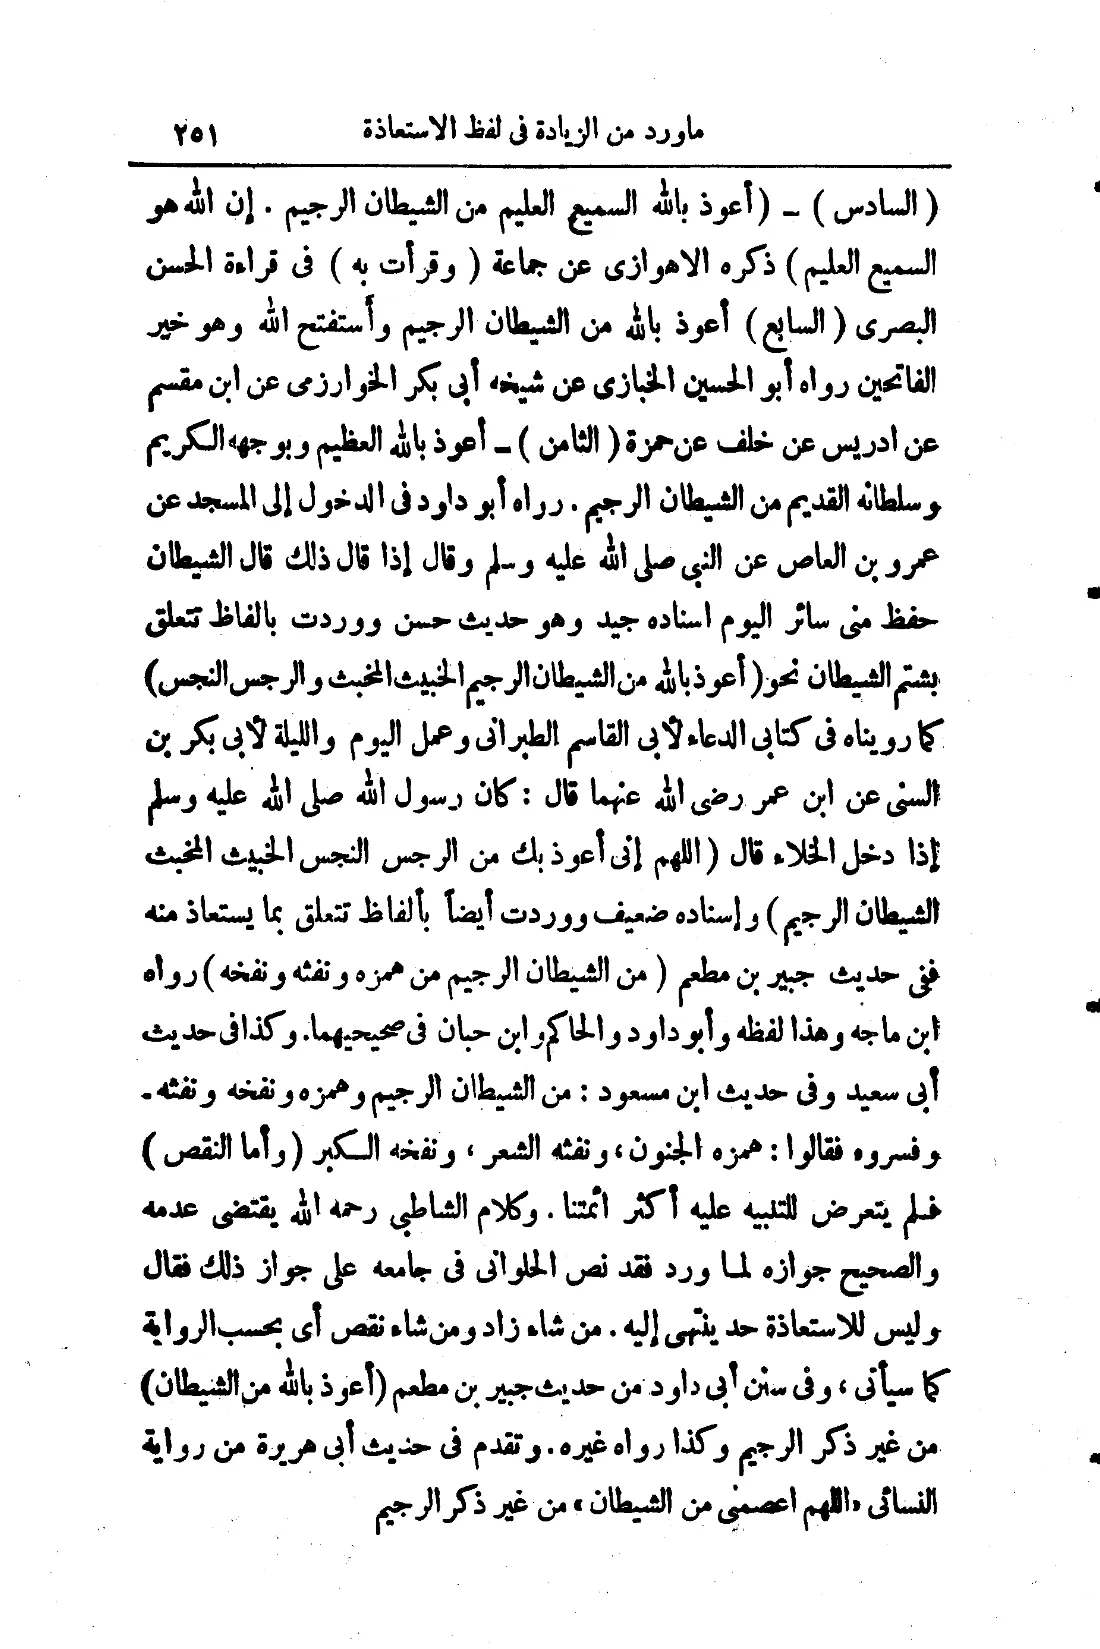 ماورد من الزيادة فى لفظ الاستعاذة ٢٥١
( السادس ) ـ ( أعوذ بالله السميع العليم من الشيطان الرجيم . إن الله هو
السميع العليم ) ذكره الاهوازى عن جماعة ( وقرأت به ) فى قراءة الحسن
البصرى ( السابع ) أعوذ بالله من الشيطان الرجيم وأستفتح الله وهو خير
الفاتحين رواه أبو الحسين الخبازى عن شيخه أبى بكر الخوارزمى عن ابن مقسم
عن ادريس عن خلف عن حمزة ( الثامن ) ـ أعوذ بالله العظيم وبوجهه الكريم
وسلطانه القديم من الشيطان الرجيم . رواه أبو داود فى الدخول إلى المسجد عن
عمرو بن العاص عن النبى صلى الله عليه وسلم وقال إذا قال ذلك قال الشيطان
حفظ منى سائر اليوم اسناده جيد وهو حديث حسن ووردت بالفاظ تتعلق
بشتم الشيطان نحو ( أعوذ بالله من الشيطان الرجيم الخبيث المخبث والرجس النجس )
كما رويناه فى كتابى الدعاء لأبى القاسم الطبرانى وعمل اليوم والليلة لأبى بكر بن
السنى عن ابن عمر رضى الله عنهما قال : كان رسول الله صلى الله عليه وسلم
إذا دخل الخلاء قال ( اللهم إنى أعوذ بك من الرجس النجس الخبيث المخبث
الشيطان الرجيم ) وإسناده ضعيف ووردت أيضاً بألفاظ تتعلق بما يستعاذ منه
ففى حديث جبير بن مطعم ( من الشيطان الرجيم من همزه ونفثه ونفخه ) رواه
ابن ماجه وهذا لفظه وأبو داود والحاكم وابن حبان فى صحيحيهما. وكذا فى حديث
أبى سعيد وفى حديث ابن مسعود : من الشيطان الرجيم وهمزه ونفخه ونفثه ـ
وفسروه فقالوا : همزه الجنون ، ونفثه الشعر ، ونفخه الكبر ( وأما النقص )
فلم يتعرض للتنبيه عليه أكثر أئمتنا . وكلام الشاطبى رحمه الله يقتضى عدمه
والصحيح جوازه لما ورد فقد نص الحلوانى فى جامعه على جواز ذلك فقال
وليس للاستعاذة حد ينتهى إليه . من شاء زاد ومن شاء نقص أى بحسب الرواية
كما سيأتى ، وفى سنن أبى داود من حديث جبير بن مطعم ( أعوذ بالله من الشيطان )
من غير ذكر الرجيم وكذا رواه غيره . وتقدم فى حديث أبى هريرة من رواية
النسائى «اللهم اعصمنى من الشيطان» من غير ذكر الرجيم